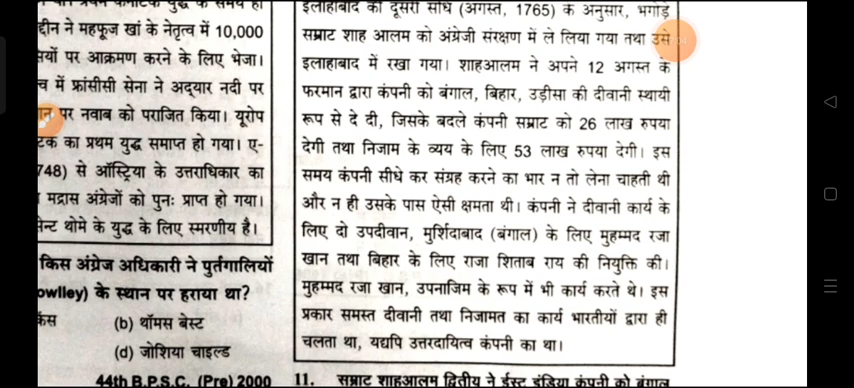 द्दीन ने महफूज खां के नेतृत्व में 10,000
सियों पर आक्रमण करने के लिए भेजा।
में फ्रांसीसी सेना ने अद्यार नदी पर
पर नवाब को पराजित किया। यूरोप
का प्रथम युद्ध समाप्त हो गया। ए-
748) से ऑस्ट्रिया के उत्तराधिकार का
मद्रास अंग्रेजों को पुनः प्राप्त हो गया।
सेन्ट थोमे के युद्ध के लिए स्मरणीय है।
किस अंग्रेज अधिकारी ने पुर्तगालियों
owlley) के स्थान पर हराया था?
(b) थॉमस बेस्ट
(d) जोशिया चाइल्ड
44th B.P.S.C. (Pre) 2000
इलाहाबाद की दूसरी संधि (अगस्त, 1765) के अनुसार, भगोड़े
सम्राट शाह आलम को अंग्रेजी संरक्षण में ले लिया गया तथा उसे
इलाहाबाद में रखा गया। शाहआलम ने अपने 12 अगस्त के
फरमान द्वारा कंपनी को बंगाल, बिहार, उड़ीसा की दीवानी स्थायी
रूप से दे दी, जिसके बदले कंपनी सम्राट को 26 लाख रुपया
देगी तथा निजाम के व्यय के लिए 53 लाख रुपया देगी। इस
समय कंपनी सीधे कर संग्रह करने का भार न तो लेना चाहती थी
और न ही उसके पास ऐसी क्षमता थी। कंपनी ने दीवानी कार्य के
लिए दो उपदीवान, मुर्शिदाबाद (बंगाल) के लिए मुहम्मद रजा
खान तथा बिहार के लिए राजा शिताब राय की नियुक्ति की।
मुहम्मद रजा खान, उपनाजिम के रूप में भी कार्य करते थे। इस
प्रकार समस्त दीवानी तथा निजामत का कार्य भारतीयों द्वारा ही
चलता था, यद्यपि उत्तरदायित्व कंपनी का था।
11. सम्राट शाहआलम द्वितीय ने ईस्ट इंडिया कंपनी को बंगाल